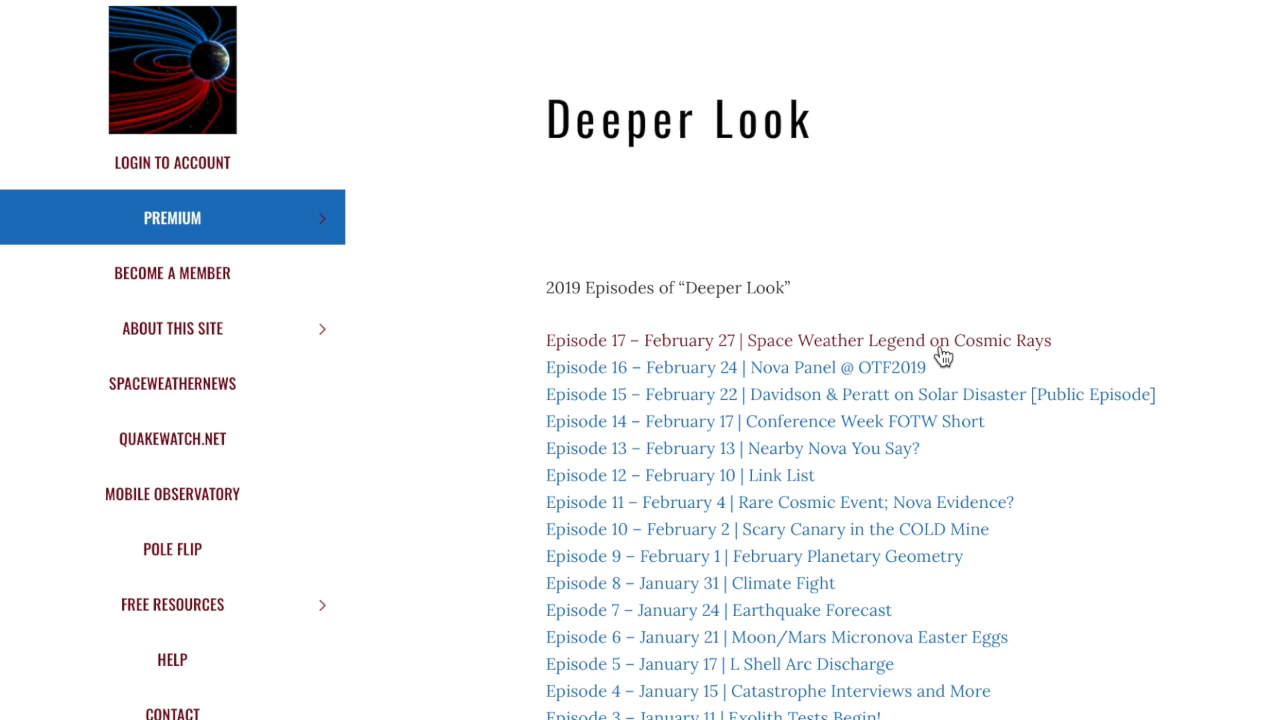 LOGIN TO ACCOUNT
PREMIUM
BECOME A MEMBER
ABOUT THIS SITE
SPACEWEATHERNEWS
QUAKEWATCH.NET
MOBILE OBSERVATORY
POLE FLIP
FREE RESOURCES
HELP
CONTACT
Deeper Look
2019 Episodes of “Deeper Look”
Episode 17 – February 27 | Space Weather Legend on Cosmic Rays
Episode 16 – February 24 | Nova Panel @ OTF2019
Episode 15 – February 22 | Davidson & Peratt on Solar Disaster [Public Episode]
Episode 14 – February 17 | Conference Week FOTW Short
Episode 13 – February 13 | Nearby Nova You Say?
Episode 12 – February 10 | Link List
Episode 11 – February 4 | Rare Cosmic Event; Nova Evidence?
Episode 10 – February 2 | Scary Canary in the COLD Mine
Episode 9 – February 1 | February Planetary Geometry
Episode 8 – January 31 | Climate Fight
Episode 7 – January 24 | Earthquake Forecast
Episode 6 – January 21 | Moon/Mars Micronova Easter Eggs
Episode 5 – January 17 | L Shell Arc Discharge
Episode 4 – January 15 | Catastrophe Interviews and More
Episode 3 – January 11 | Exolith Tests Begin!